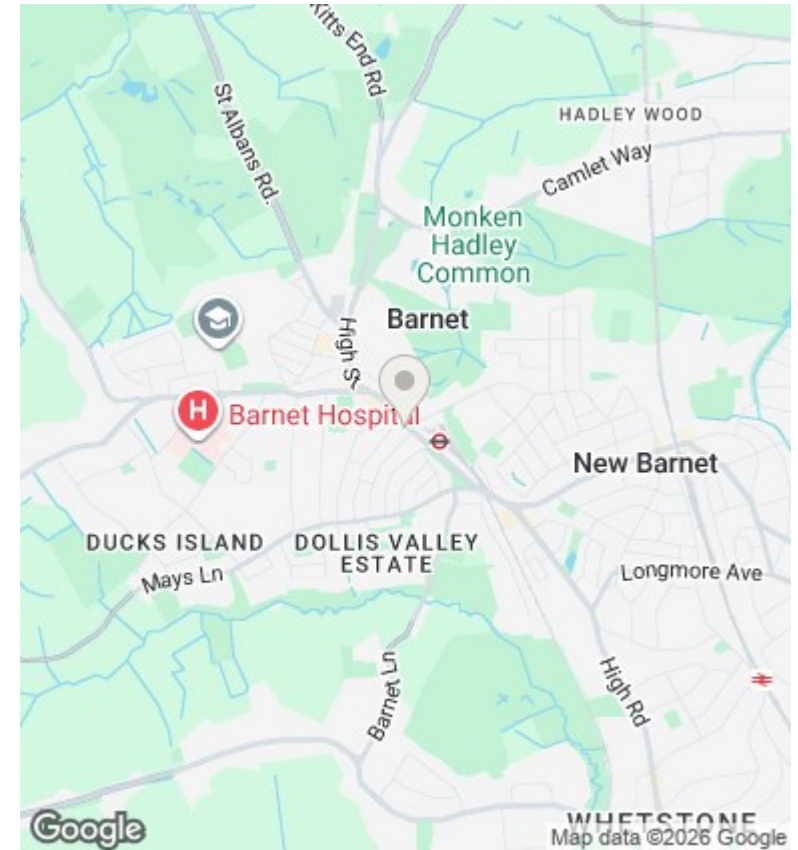 Kitts End Rd
St Albans Rd.
HADLEY WOOD
Camlet Way
Monken
Hadley
Common
Barnet
High St
H
Barnet Hospital
New Barnet
DUCKS ISLAND
DOLLIS VALLEY
ESTATE
Mays Ln
Longmore Ave
Barnet Ln
High Rd
WHETSTONE
Google
Map data ©2026 Google